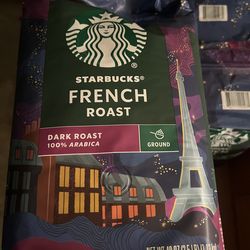 STARBUCKS®
FRENCH
ROAST
DARK ROAST
100% ARABICA
GROUND